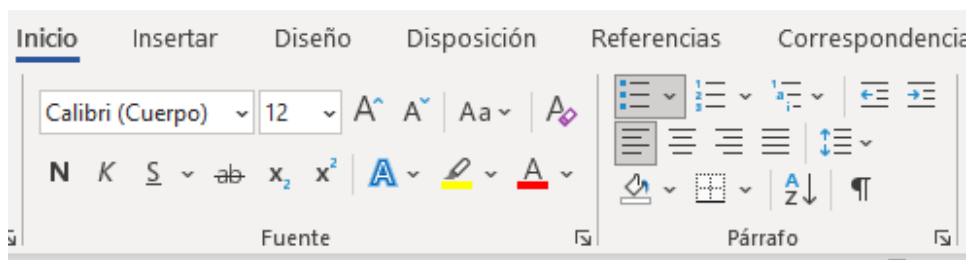 Inicio Insertar Diseño Disposición Referencias Correspondencia
Calibri (Cuerpo) 12 A A Aa A
N K S ab x₂ x² A A
Fuente Párrafo